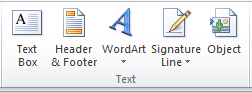 A
A
Text Header WordArt Signature Object
Box & Footer Line
Text